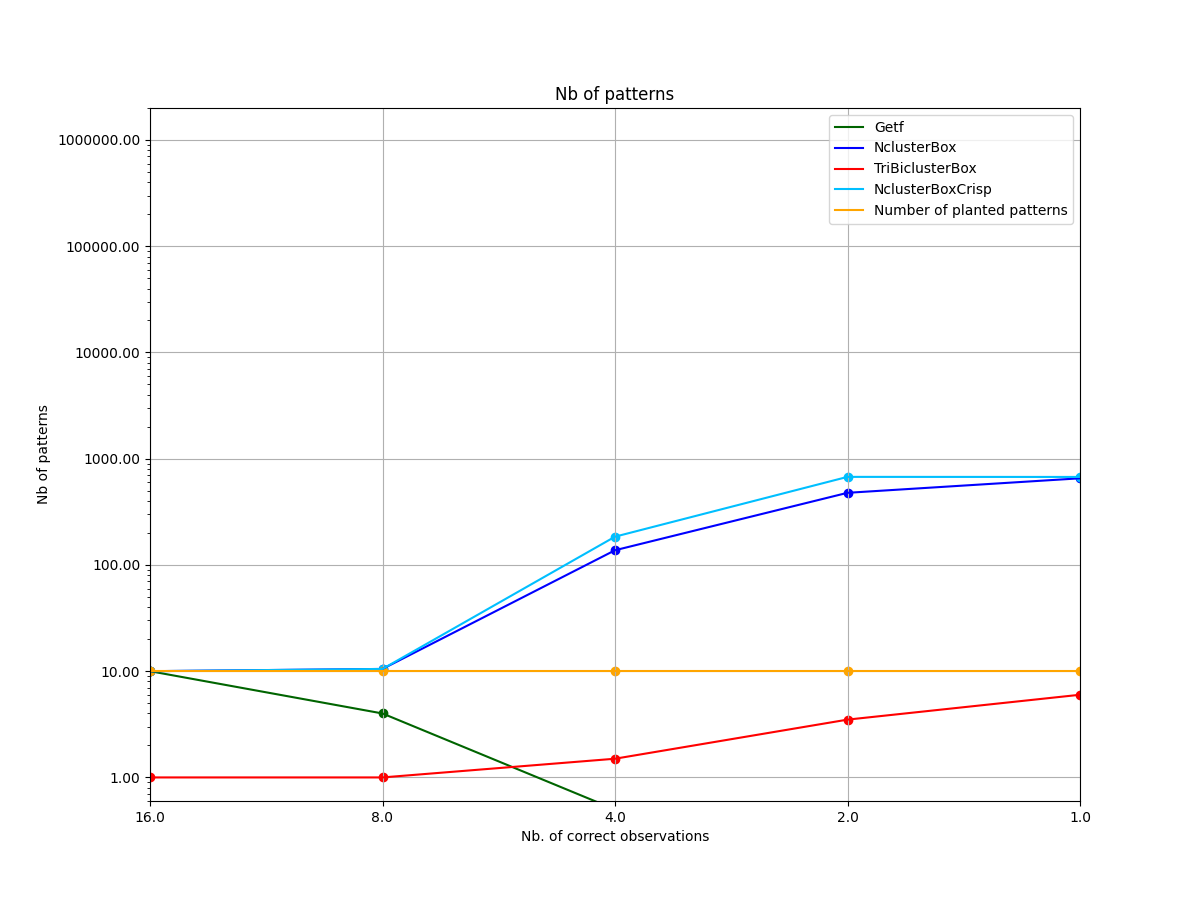 Nb of patterns
Getf
NclusterBox
TriBiclusterBox
NclusterBoxCrisp
Number of planted patterns
1000000.00
100000.00
10000.00
1000.00
100.00
10.00
1.00
Nb of patterns
16.0 8.0 4.0 2.0 1.0
Nb. of correct observations